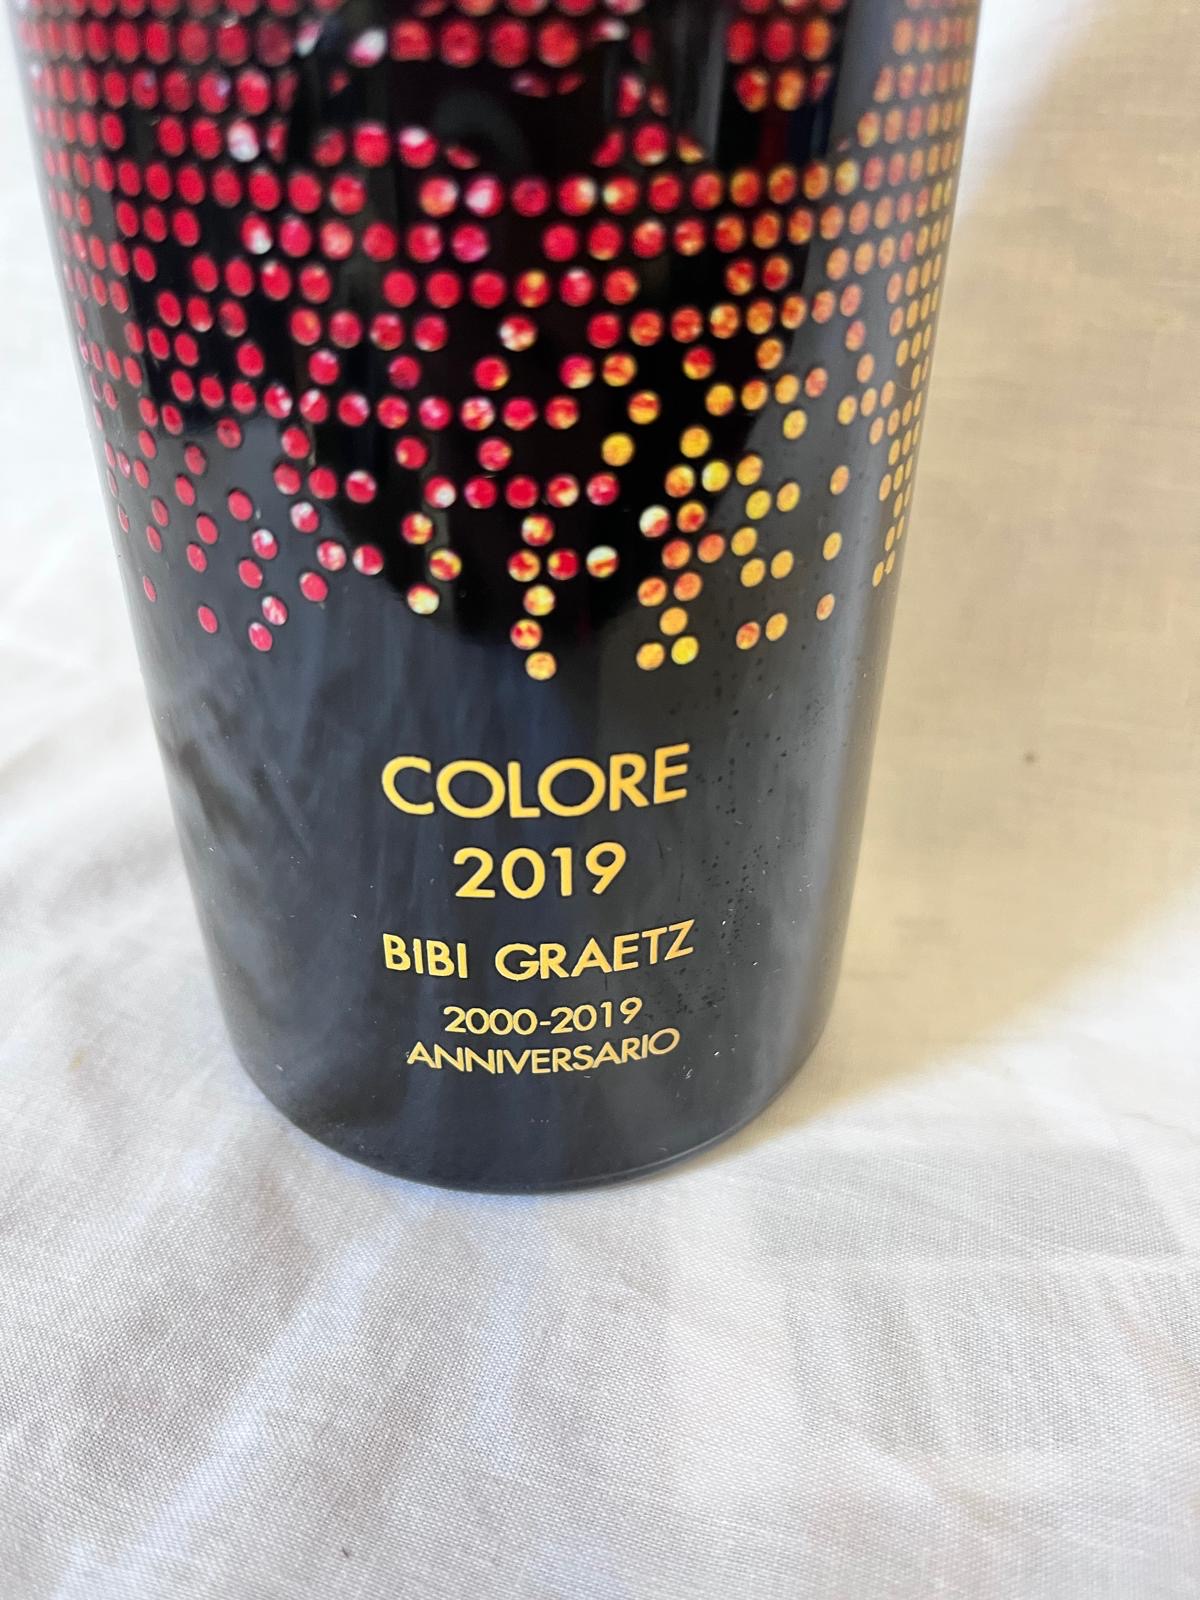 COLORE
2019
BIBI GRAETZ
2000-2019
ANNIVERSARIO